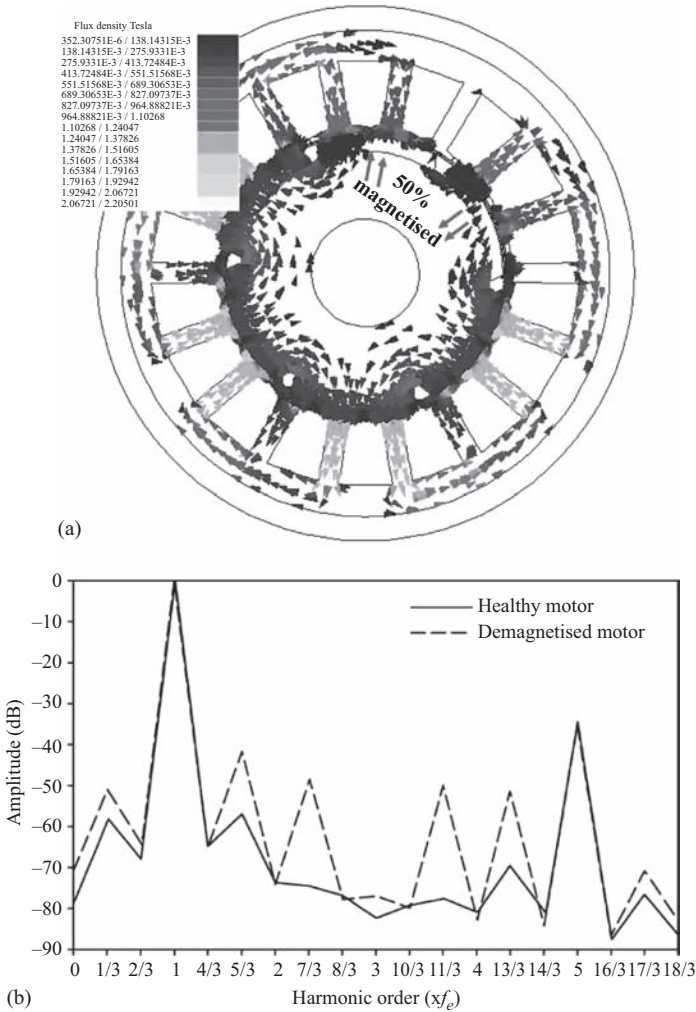 Flux density Tesla
352.30751E-6 / 138.14315E-3
138.14315E-3 / 275.9331E-3
275.9331E-3 / 413.72484E-3
413.72484E-3 / 551.51568E-3
551.51568E-3 / 689.30653E-3
689.30653E-3 / 827.09737E-3
827.09737E-3 / 964.88821E-3
964.88821E-3 / 1.10268
1.10268 / 1.24047
1.24047 / 1.37826
1.37826 / 1.51605
1.51605 / 1.65384
1.65384 / 1.79163
1.79163 / 1.92942
1.92942 / 2.06721
2.06721 / 2.20501
50%
magnetised
(a)
0
–10
–20
–30
–40
–50
–60
–70
–80
–90
Amplitude (dB)
Healthy motor
Demagnetised motor
0 1/3 2/3 1 4/3 5/3 2 7/3 8/3 3 10/3 11/3 4 13/3 14/3 5 16/3 17/3 18/3
(b)
Harmonic order (xfe)